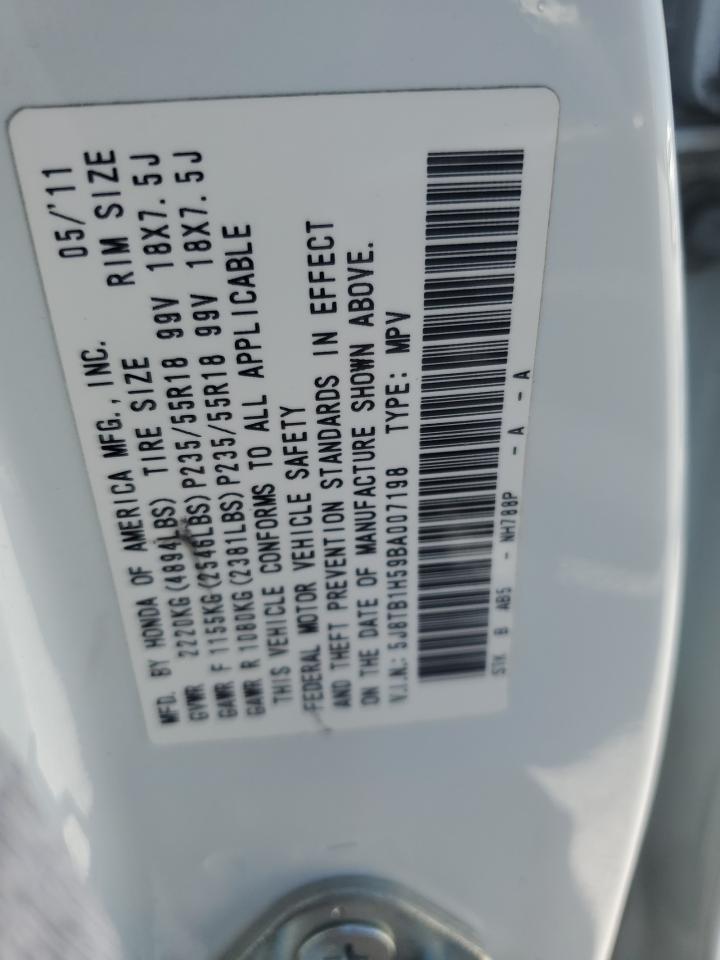 MFD. BY HONDA OF AMERICA MFG., INC. 05/'11
GVWR 2220KG(4894LBS) TIRE SIZE RIM SIZE
GAWR F 1155KG(2546LBS)P235/55R18 99V 18X7.5J
GAWR R 1080KG(2381LBS)P235/55R18 99V 18X7.5J
THIS VEHICLE CONFORMS TO ALL APPLICABLE
FEDERAL MOTOR VEHICLE SAFETY
AND THEFT PREVENTION STANDARDS IN EFFECT
ON THE DATE OF MANUFACTURE SHOWN ABOVE.
V.I.N.: 5J8TB1H59BA007198 TYPE: MPV
STK B AB5 - NH788P - A - A